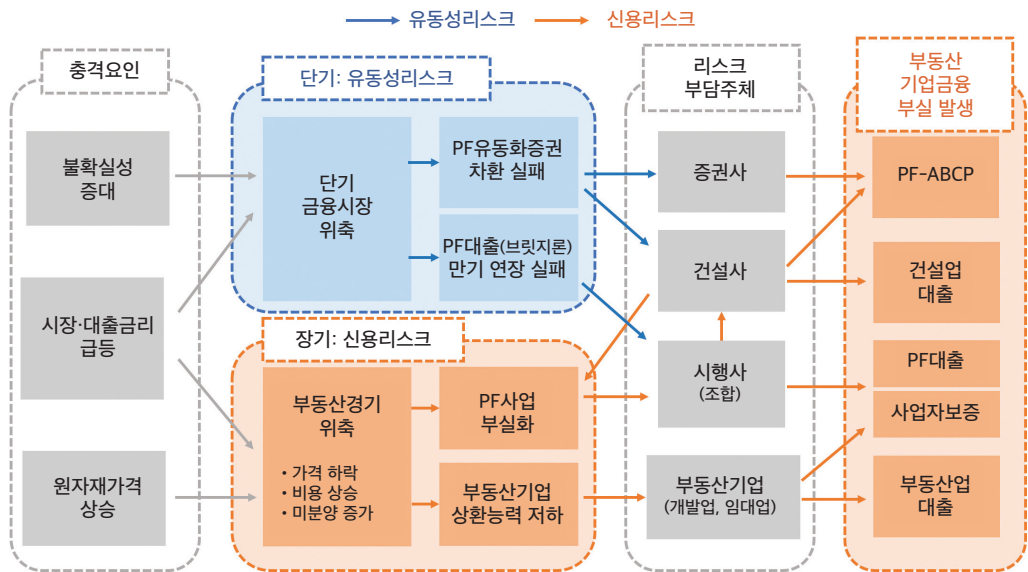 유동성리스크
신용리스크
충격요인
불확실성
증대
시장·대출금리
급등
원자재가격
상승
단기: 유동성리스크
단기
금융시장
위축
PF유동화증권
차환 실패
PF대출(브릿지론)
만기 연장 실패
장기: 신용리스크
부동산경기
위축
• 가격 하락
• 비용 상승
• 미분양 증가
PF사업
부실화
부동산기업
상환능력 저하
리스크
부담주체
증권사
건설사
시행사
(조합)
부동산기업
(개발업, 임대업)
부동산
기업금융
부실 발생
PF-ABCP
건설업
대출
PF대출
사업자보증
부동산업
대출